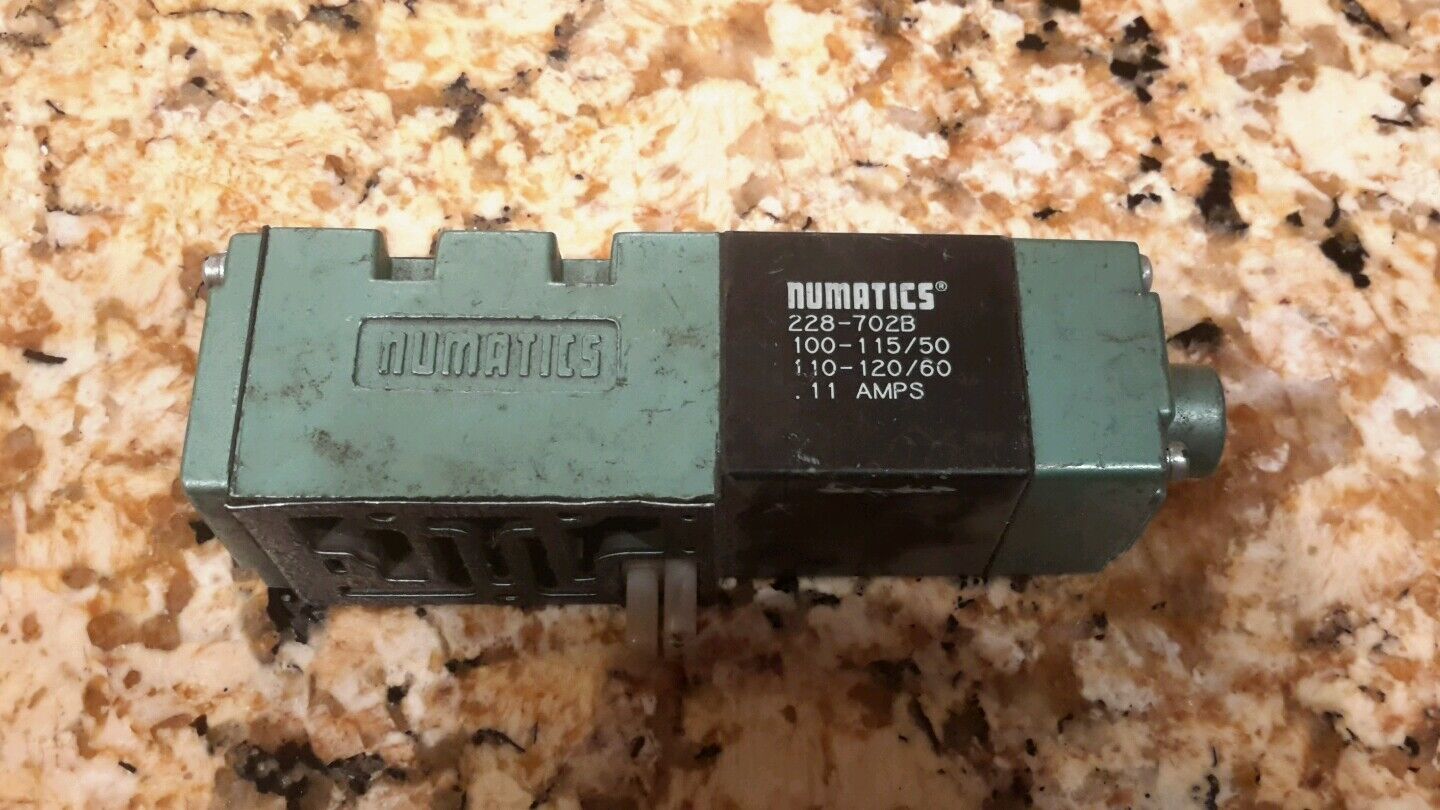 NUMATICS
NUMATICS®
228-702B
100-115/50
110-120/60
.11 AMPS